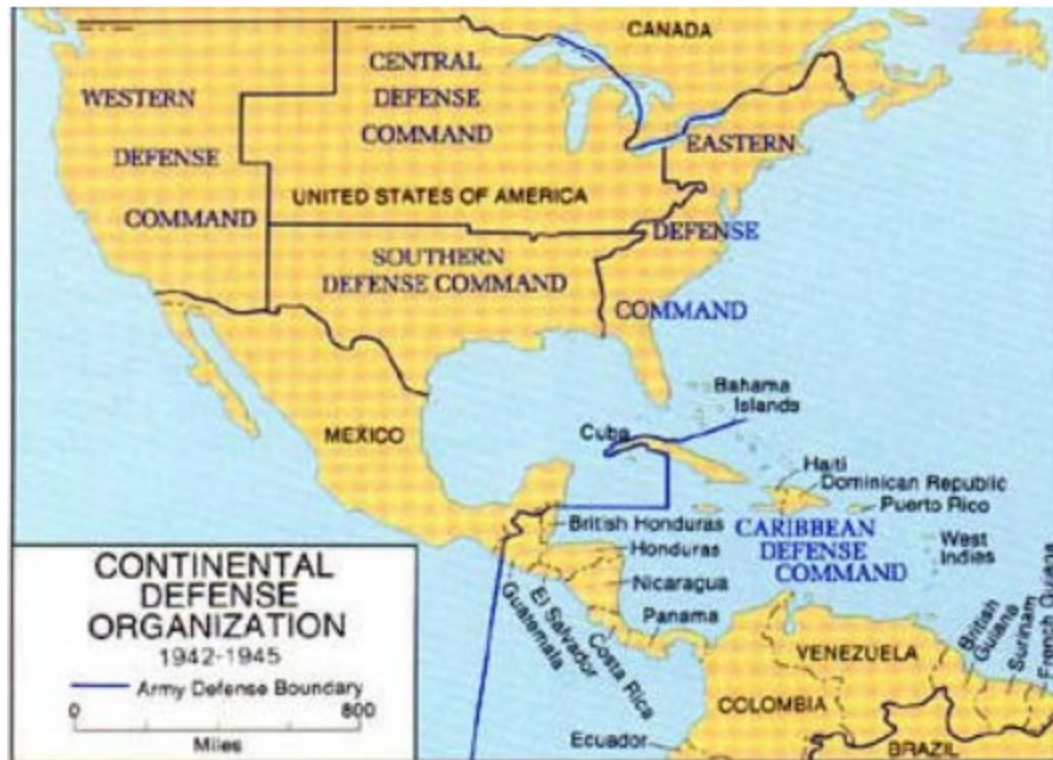 CANADA
CENTRAL
DEFENSE
COMMAND
WESTERN
DEFENSE
COMMAND
EASTERN
DEFENSE
COMMAND
UNITED STATES OF AMERICA
SOUTHERN
DEFENSE COMMAND
Bahama
Islands
MEXICO
Cuba
Haiti
Dominican Republic
Puerto Rico
British Honduras
CARIBBEAN
DEFENSE
COMMAND
West
Indies
Honduras
Nicaragua
Guatemala
El Salvador
Costa Rica
Panama
VENEZUELA
British
Guiana
Surinam
French Guiana
COLOMBIA
Ecuador
BRAZIL
CONTINENTAL
DEFENSE
ORGANIZATION
1942-1945
Army Defense Boundary
0 800
Miles